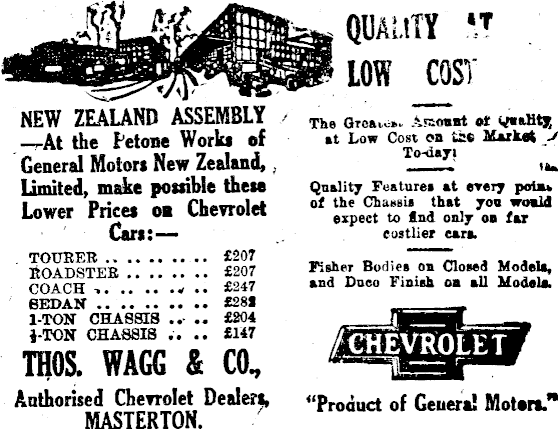 NEW ZEALAND ASSEMBLY
—At the Petone Works of
General Motors New Zealand,
Limited, make possible these
Lower Prices on Chevrolet
Cars:—
TOURER .. .. .. .. .. £207
ROADSTER .. .. .. .. £207
COACH .. .. .. .. .. £247
SEDAN .. .. .. .. .. £282
1-TON CHASSIS .. .. £204
½-TON CHASSIS .. .. £147
THOS. WAGG & CO.,
Authorised Chevrolet Dealers,
MASTERTON.
QUALITY AT
LOW COST
The Greatest Amount of Quality
at Low Cost on the Market
To-day!
Quality Features at every point
of the Chassis that you would
expect to find only on far
costlier cars.
Fisher Bodies on Closed Models,
and Duco Finish on all Models.
CHEVROLET
"Product of General Motors."